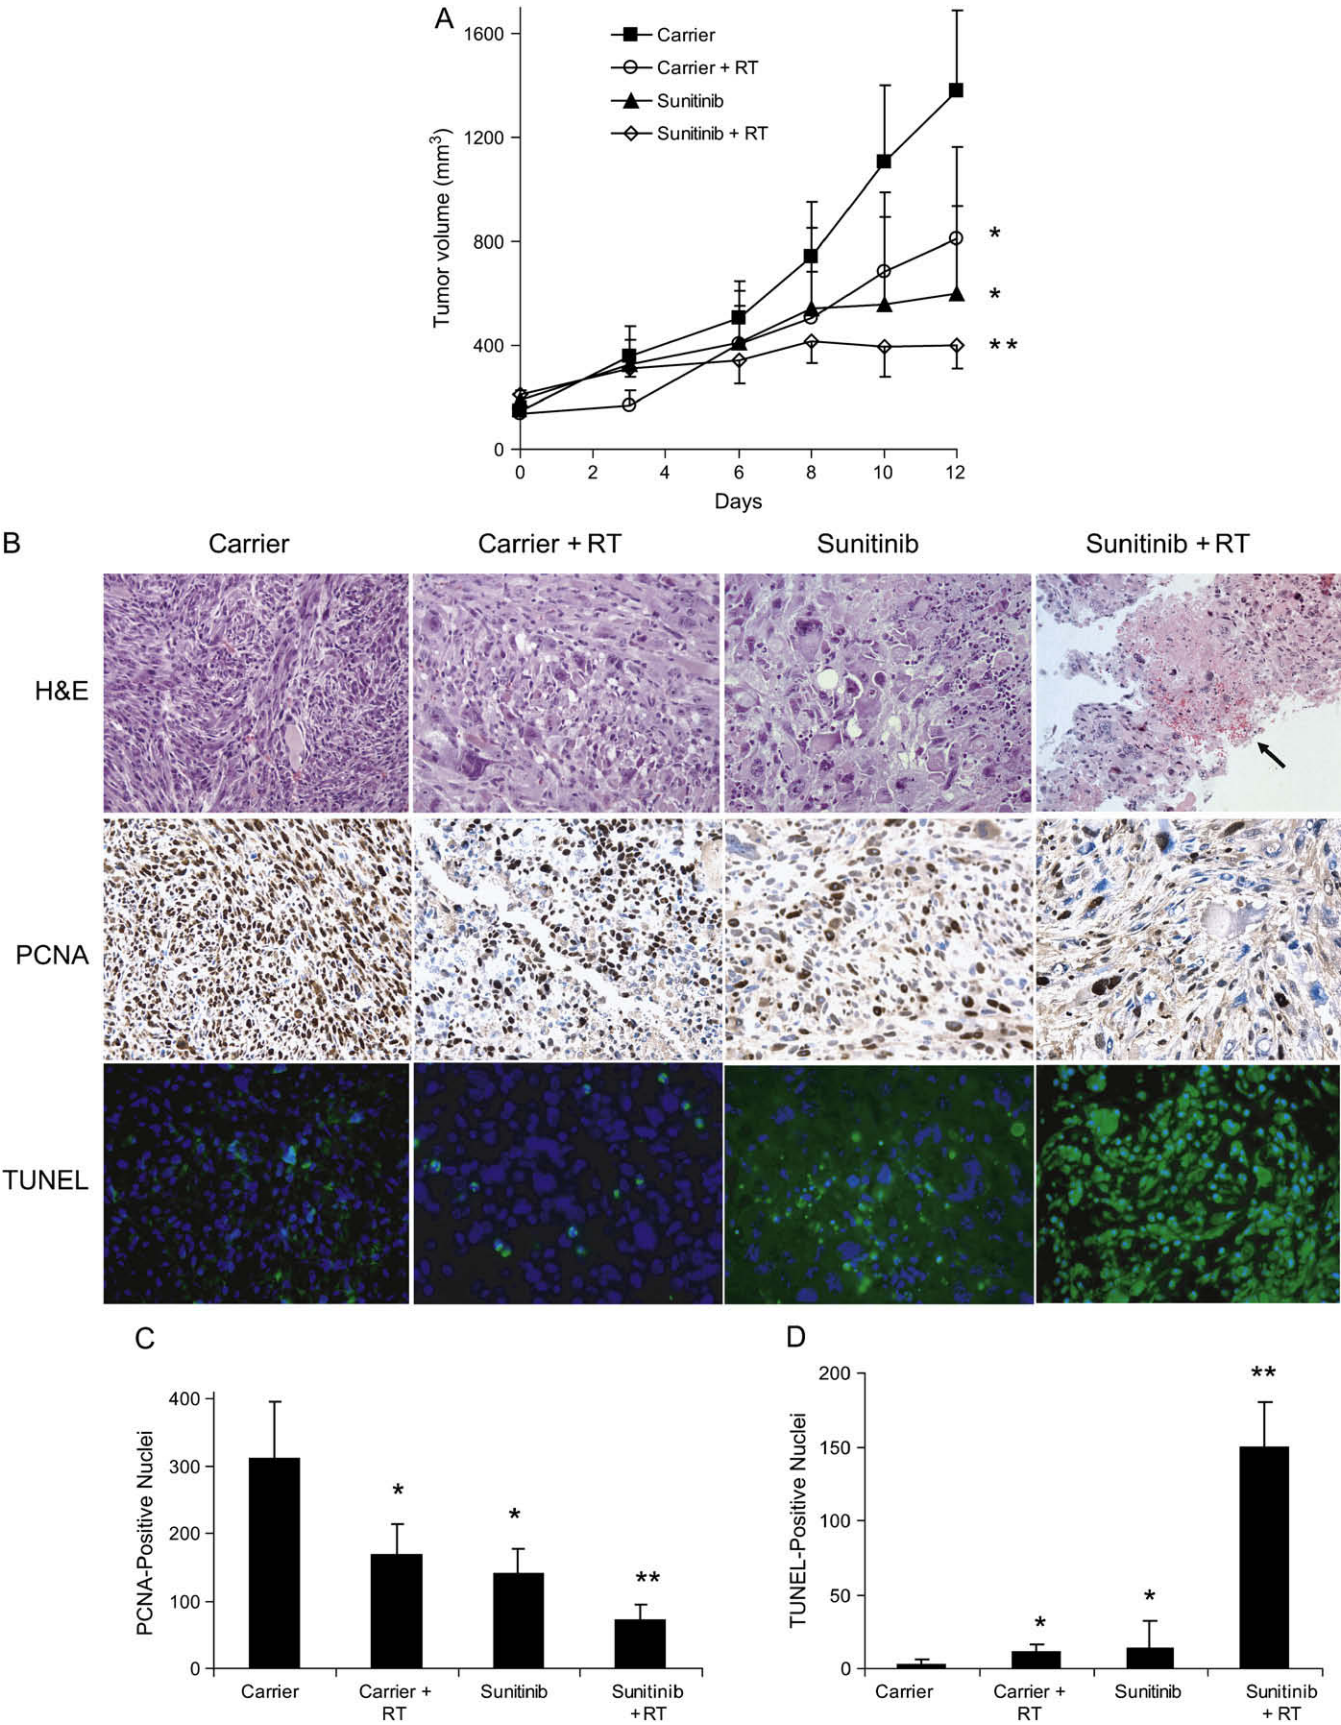 A
1600
1200
800
400
0
Tumor volume (mm³)
Carrier
Carrier + RT
Sunitinib
Sunitinib + RT
*
*
**
0 2 4 6 8 10 12
Days
B
Carrier Carrier + RT Sunitinib Sunitinib + RT
H&E
PCNA
TUNEL
C
400
300
200
100
0
PCNA-Positive Nuclei
*
*
**
Carrier Carrier + Sunitinib Sunitinib
RT + RT
D
200
150
100
50
0
TUNEL-Positive Nuclei
*
*
**
Carrier Carrier + Sunitinib Sunitinib
RT + RT